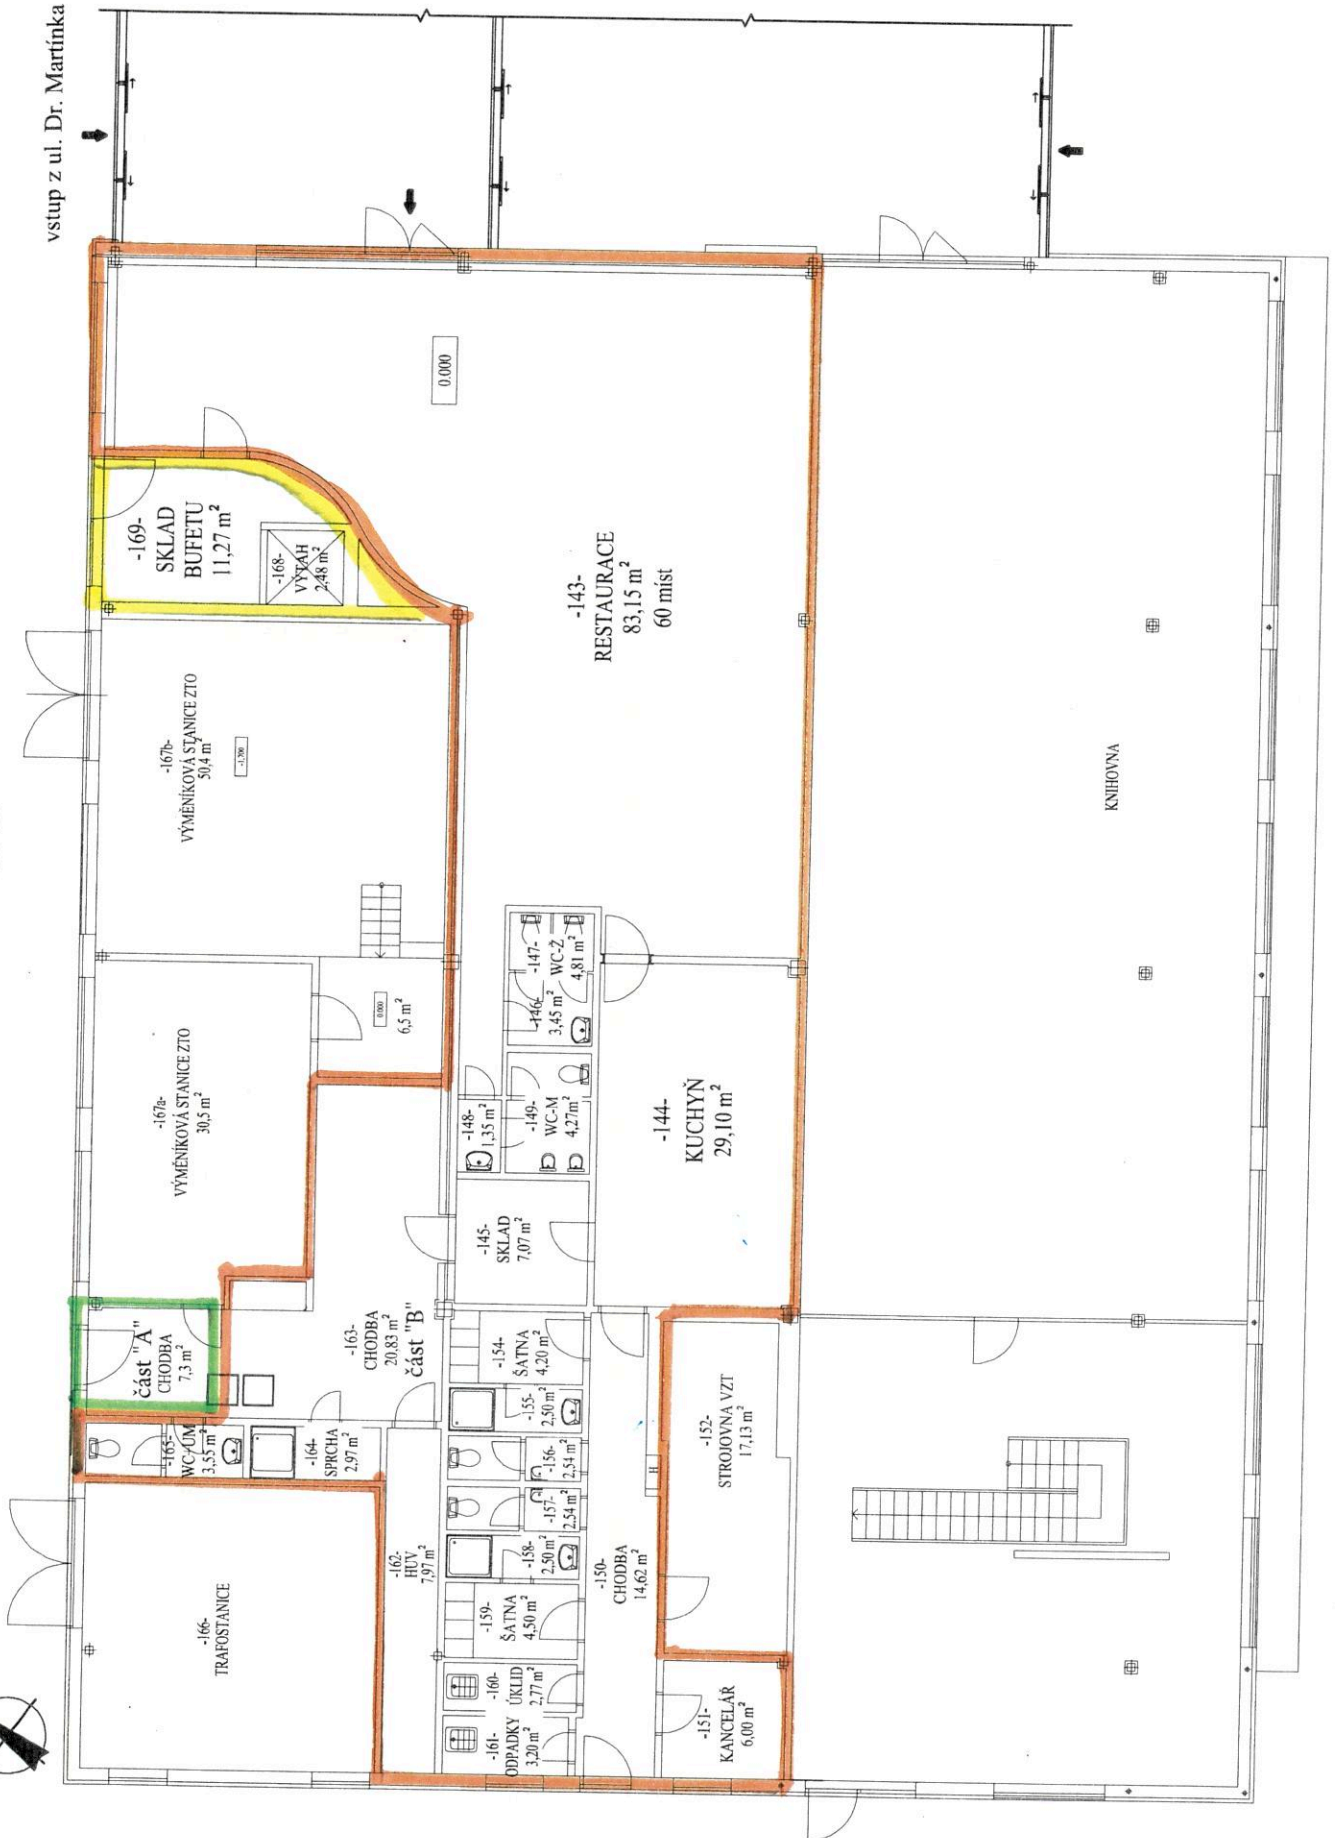 vstup z ul. Dr. Martínka
0.000
-169-
SKLAD
BUFETU
11,27 m²
-168-
VÝTAH
2,48 m²
-143-
RESTAURACE
83,15 m²
60 míst
-167b-
VÝMĚNÍKOVÁ STANICE ZTO
50,4 m²
-1.700
KNIHOVNA
-147-
WC-Ž
4,81 m²
-146-
3,45 m²
0.000
6,5 m²
-167a-
VÝMĚNÍKOVÁ STANICE ZTO
30,5 m²
-148-
1,35 m²
-149-
WC-M
4,27m²
-144-
KUCHYŇ
29,10 m²
-145-
SKLAD
7,07 m²
část "A"
CHODBA
7,3 m²
-163-
CHODBA
20,83 m²
část "B"
-154-
ŠATNA
4,20 m²
-155-
2,50 m²
-165-
WC-UM
3,55 m²
-164-
SPRCHA
2,97 m²
-156-
2,54 m²
-157-
2,54 m²
-152-
STROJOVNA VZT
17,13 m²
H
-162-
HUV
7,97 m²
-158-
2,50 m²
-150-
CHODBA
14,62 m²
-166-
TRAFOSTANICE
-159-
ŠATNA
4,50 m²
-160-
ÚKLID
2,77 m²
-161-
ODPADKY
3,20 m²
-151-
KANCELÁŘ
6,00 m²